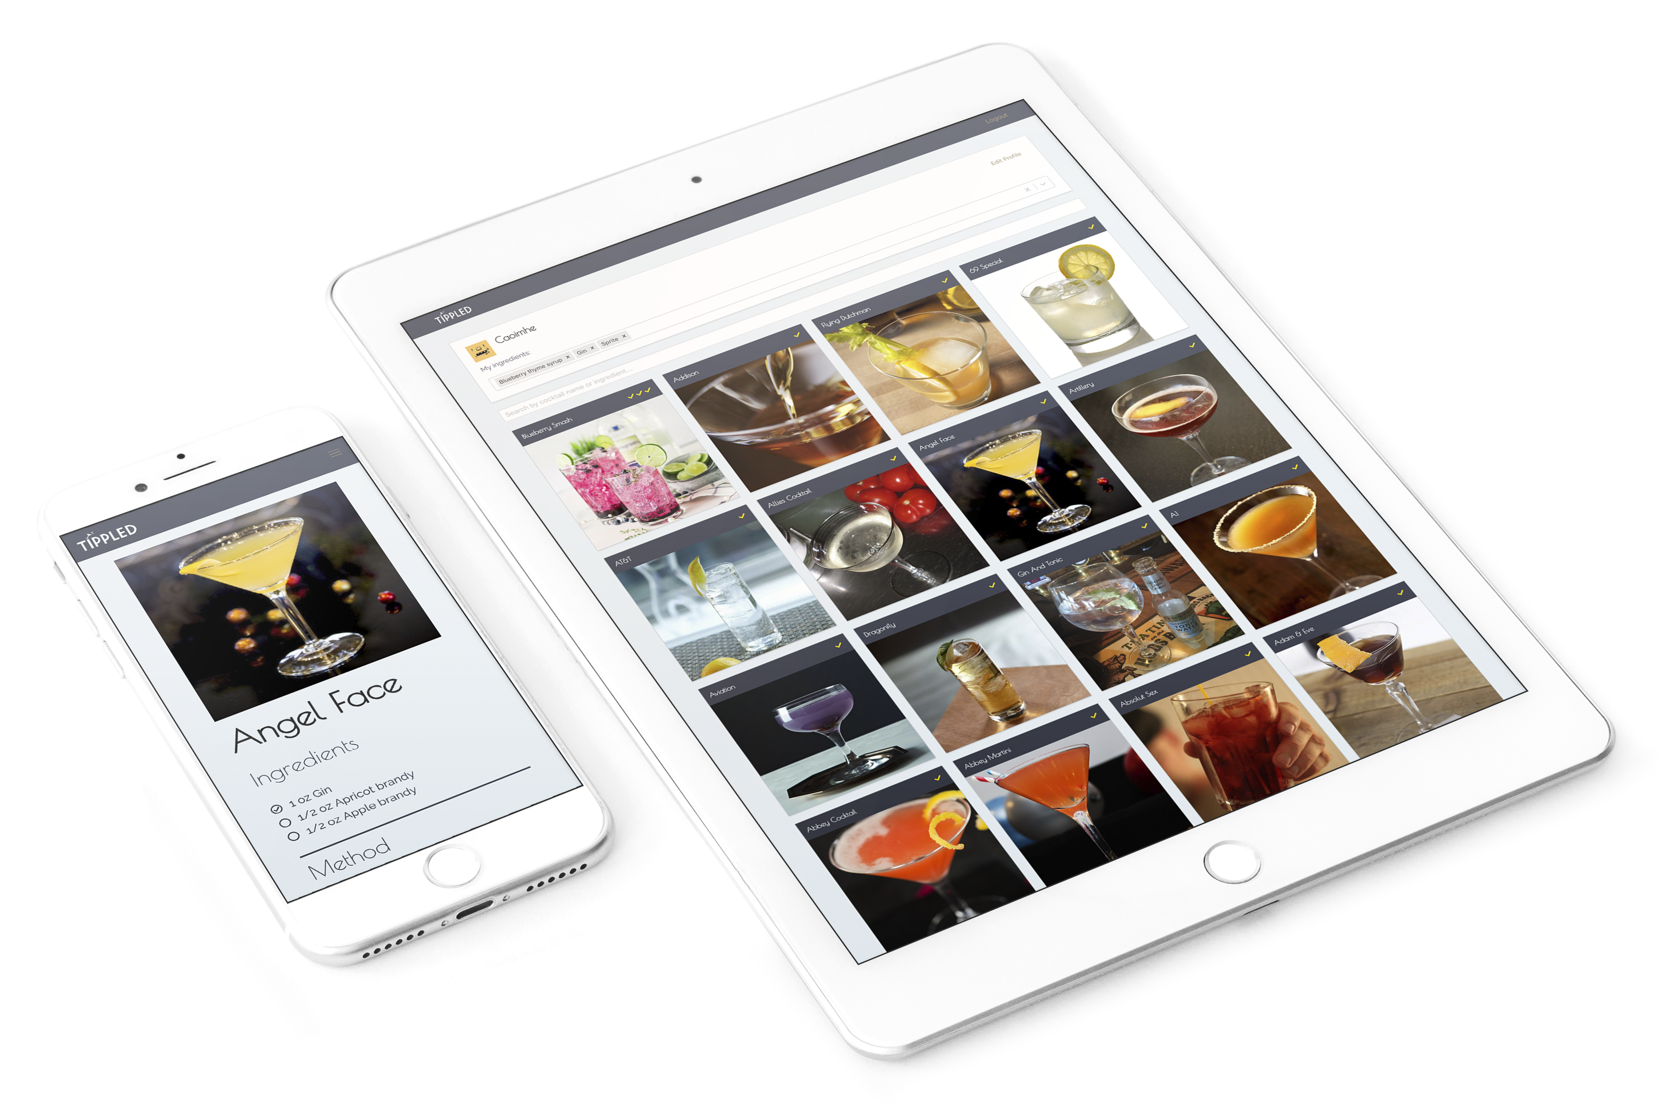 TIPPLED
Angel Face
Ingredients
1 oz Gin
1/2 oz Apricot brandy
1/2 oz Apple brandy
Method
TIPPLED
Logout
Caoimhe
Edit Profile
My ingredients:
Blueberry thyme syrup × Gin × Sprite ×
Search by cocktail name or ingredient...
Blueberry Smash
Addison
Flying Dutchman
69 Special
AT&T
Allies Cocktail
Angel Face
Artillery
Aviation
Dragonfly
Gin And Tonic
A1
Abbey Cocktail
Abbey Martini
Absolut Sex
Adam & Eve